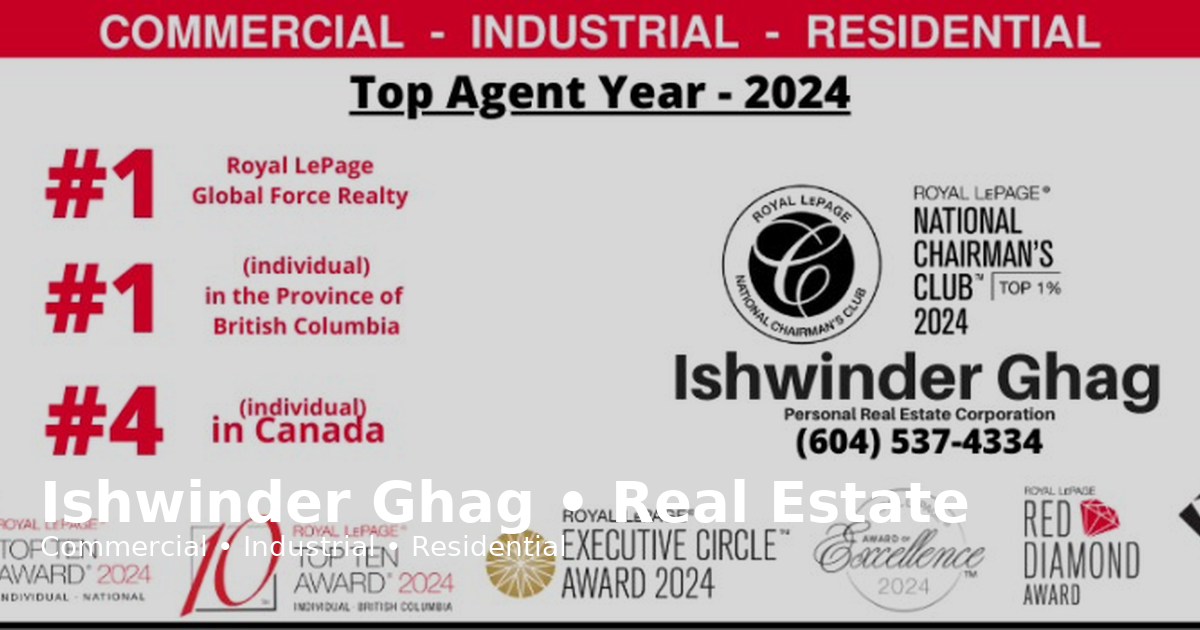 COMMERCIAL - INDUSTRIAL - RESIDENTIAL
Top Agent Year - 2024
#1
Royal LePage
Global Force Realty
#1
(individual)
in the Province of
British Columbia
#4
(individual)
in Canada
ROYAL LEPAGE
NATIONAL CHAIRMAN'S CLUB
ROYAL LEPAGE®
NATIONAL
CHAIRMAN'S
CLUB™ TOP 1%
2024
Ishwinder Ghag
Personal Real Estate Corporation
(604) 537-4334
Ishwinder Ghag • Real Estate
Commercial • Industrial • Residential
ROYAL LEPAGE®
TOP TEN
AWARD® 2024
INDIVIDUAL · NATIONAL
10
ROYAL LEPAGE®
TOP TEN
AWARD® 2024
INDIVIDUAL · BRITISH COLUMBIA
ROYAL LEPAGE®
EXECUTIVE CIRCLE™
AWARD 2024
AWARD OF
Excellence™
2024
ROYAL LEPAGE
RED
DIAMOND
AWARD